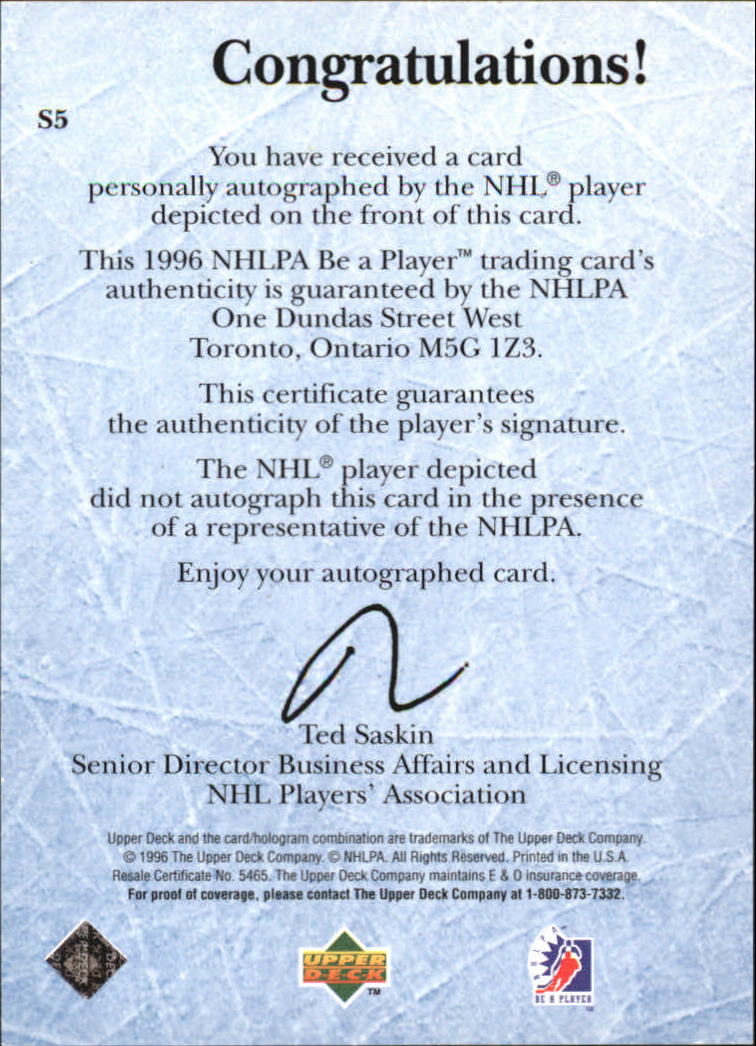 Congratulations!
S5
You have received a card
personally autographed by the NHL® player
depicted on the front of this card.
This 1996 NHLPA Be a Player™ trading card's
authenticity is guaranteed by the NHLPA
One Dundas Street West
Toronto, Ontario M5G 1Z3.
This certificate guarantees
the authenticity of the player's signature.
The NHL® player depicted
did not autograph this card in the presence
of a representative of the NHLPA.
Enjoy your autographed card.
Ted Saskin
Senior Director Business Affairs and Licensing
NHL Players' Association
Upper Deck and the card/hologram combination are trademarks of The Upper Deck Company.
© 1996 The Upper Deck Company. © NHLPA. All Rights Reserved. Printed in the U.S.A.
Resale Certificate No. 5465. The Upper Deck Company maintains E & O insurance coverage.
For proof of coverage, please contact The Upper Deck Company at 1-800-873-7332.
UPPER
DECK
TM
NHLPA
BE A PLAYER